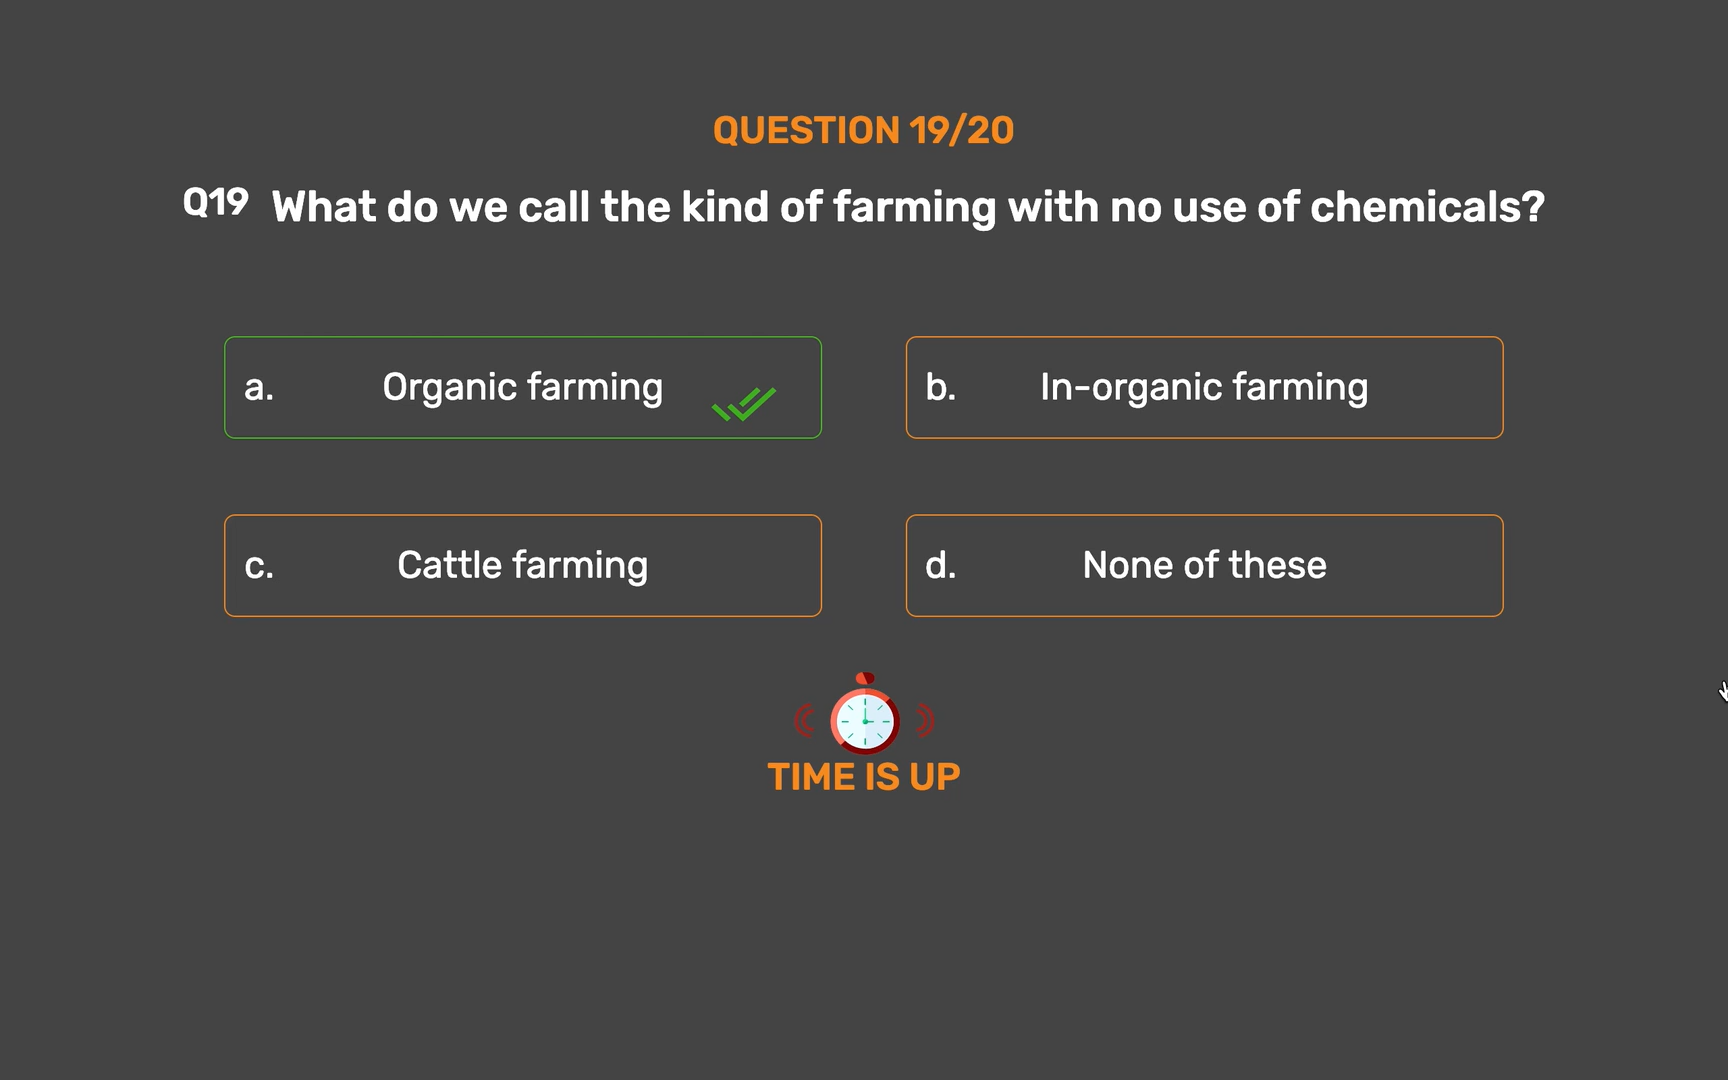 QUESTION 19/20
Q19 What do we call the kind of farming with no use of chemicals?
a. Organic farming
b. In-organic farming
c. Cattle farming
d. None of these
TIME IS UP